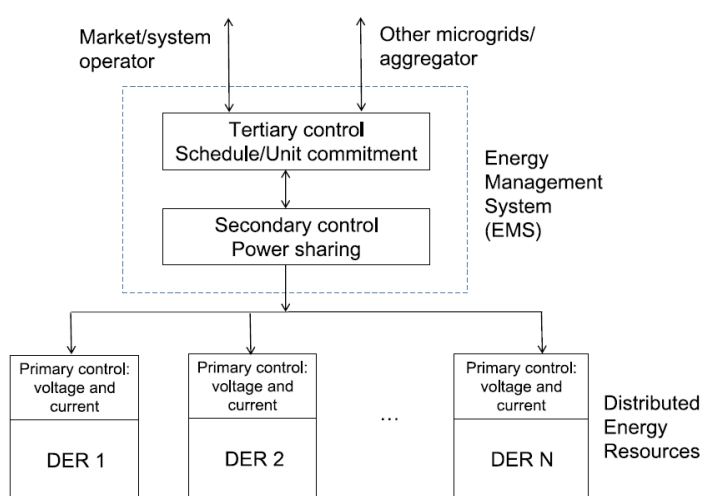 Market/system
operator
Other microgrids/
aggregator
Tertiary control
Schedule/Unit commitment
Secondary control
Power sharing
Energy
Management
System
(EMS)
Primary control:
voltage and
current
DER 1
Primary control:
voltage and
current
DER 2
...
Primary control:
voltage and
current
DER N
Distributed
Energy
Resources